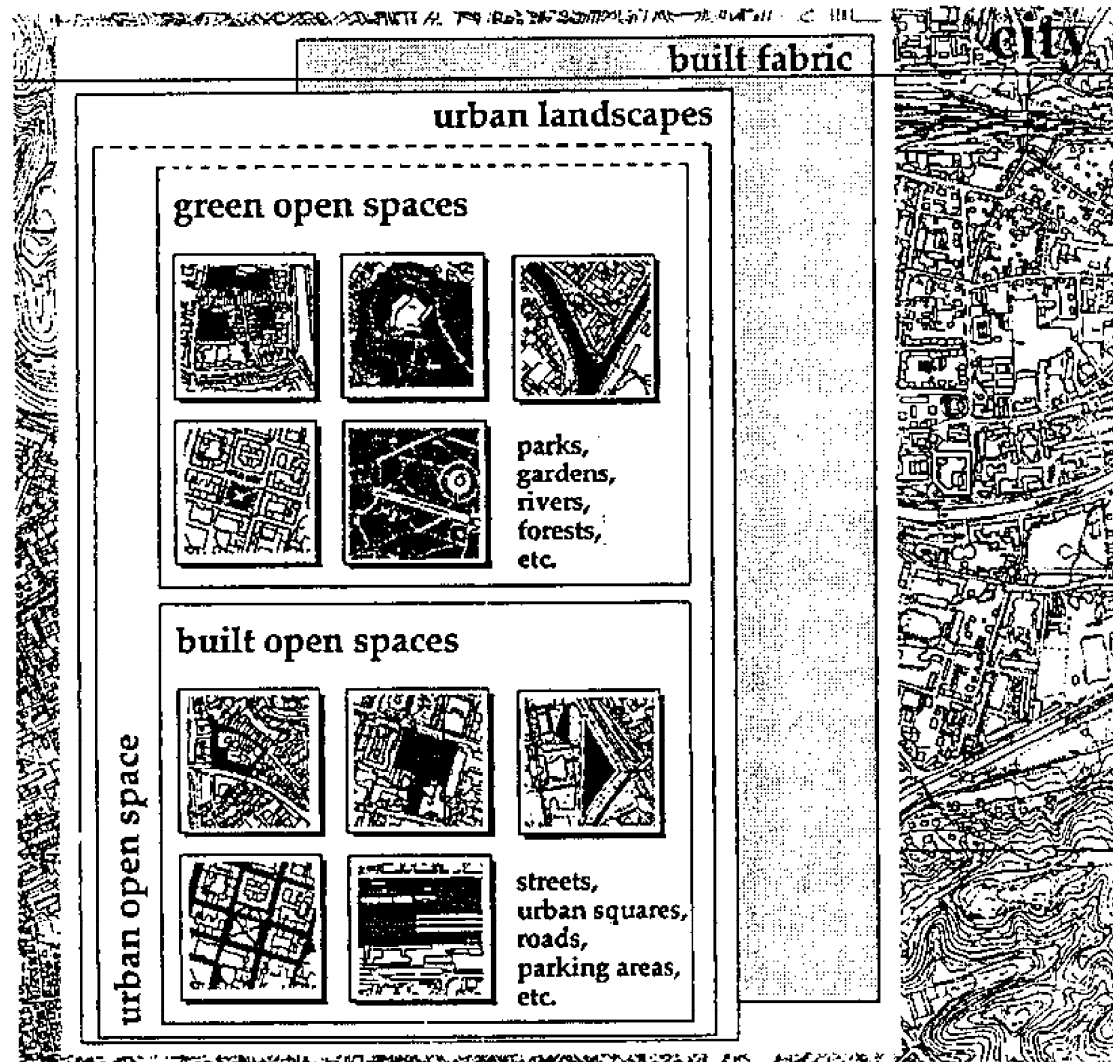 city
built fabric
urban landscapes
green open spaces
parks,
gardens,
rivers,
forests,
etc.
built open spaces
streets,
urban squares,
roads,
parking areas,
etc.
urban open space